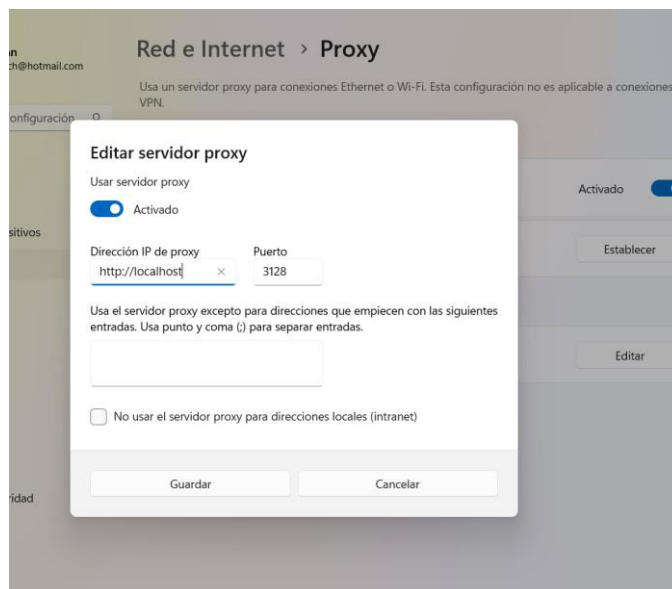 Red e Internet > Proxy
ch@hotmail.com
Usa un servidor proxy para conexiones Ethernet o Wi-Fi. Esta configuración no es aplicable a conexiones
VPN.
onfiguración
Editar servidor proxy
Usar servidor proxy
Activado
Activado
sitivos
Dirección IP de proxy
Puerto
http://localhost
3128
Establecer
Usa el servidor proxy excepto para direcciones que empiecen con las siguientes
entradas. Usa punto y coma (;) para separar entradas.
Editar
No usar el servidor proxy para direcciones locales (intranet)
Guardar
Cancelar
ridad